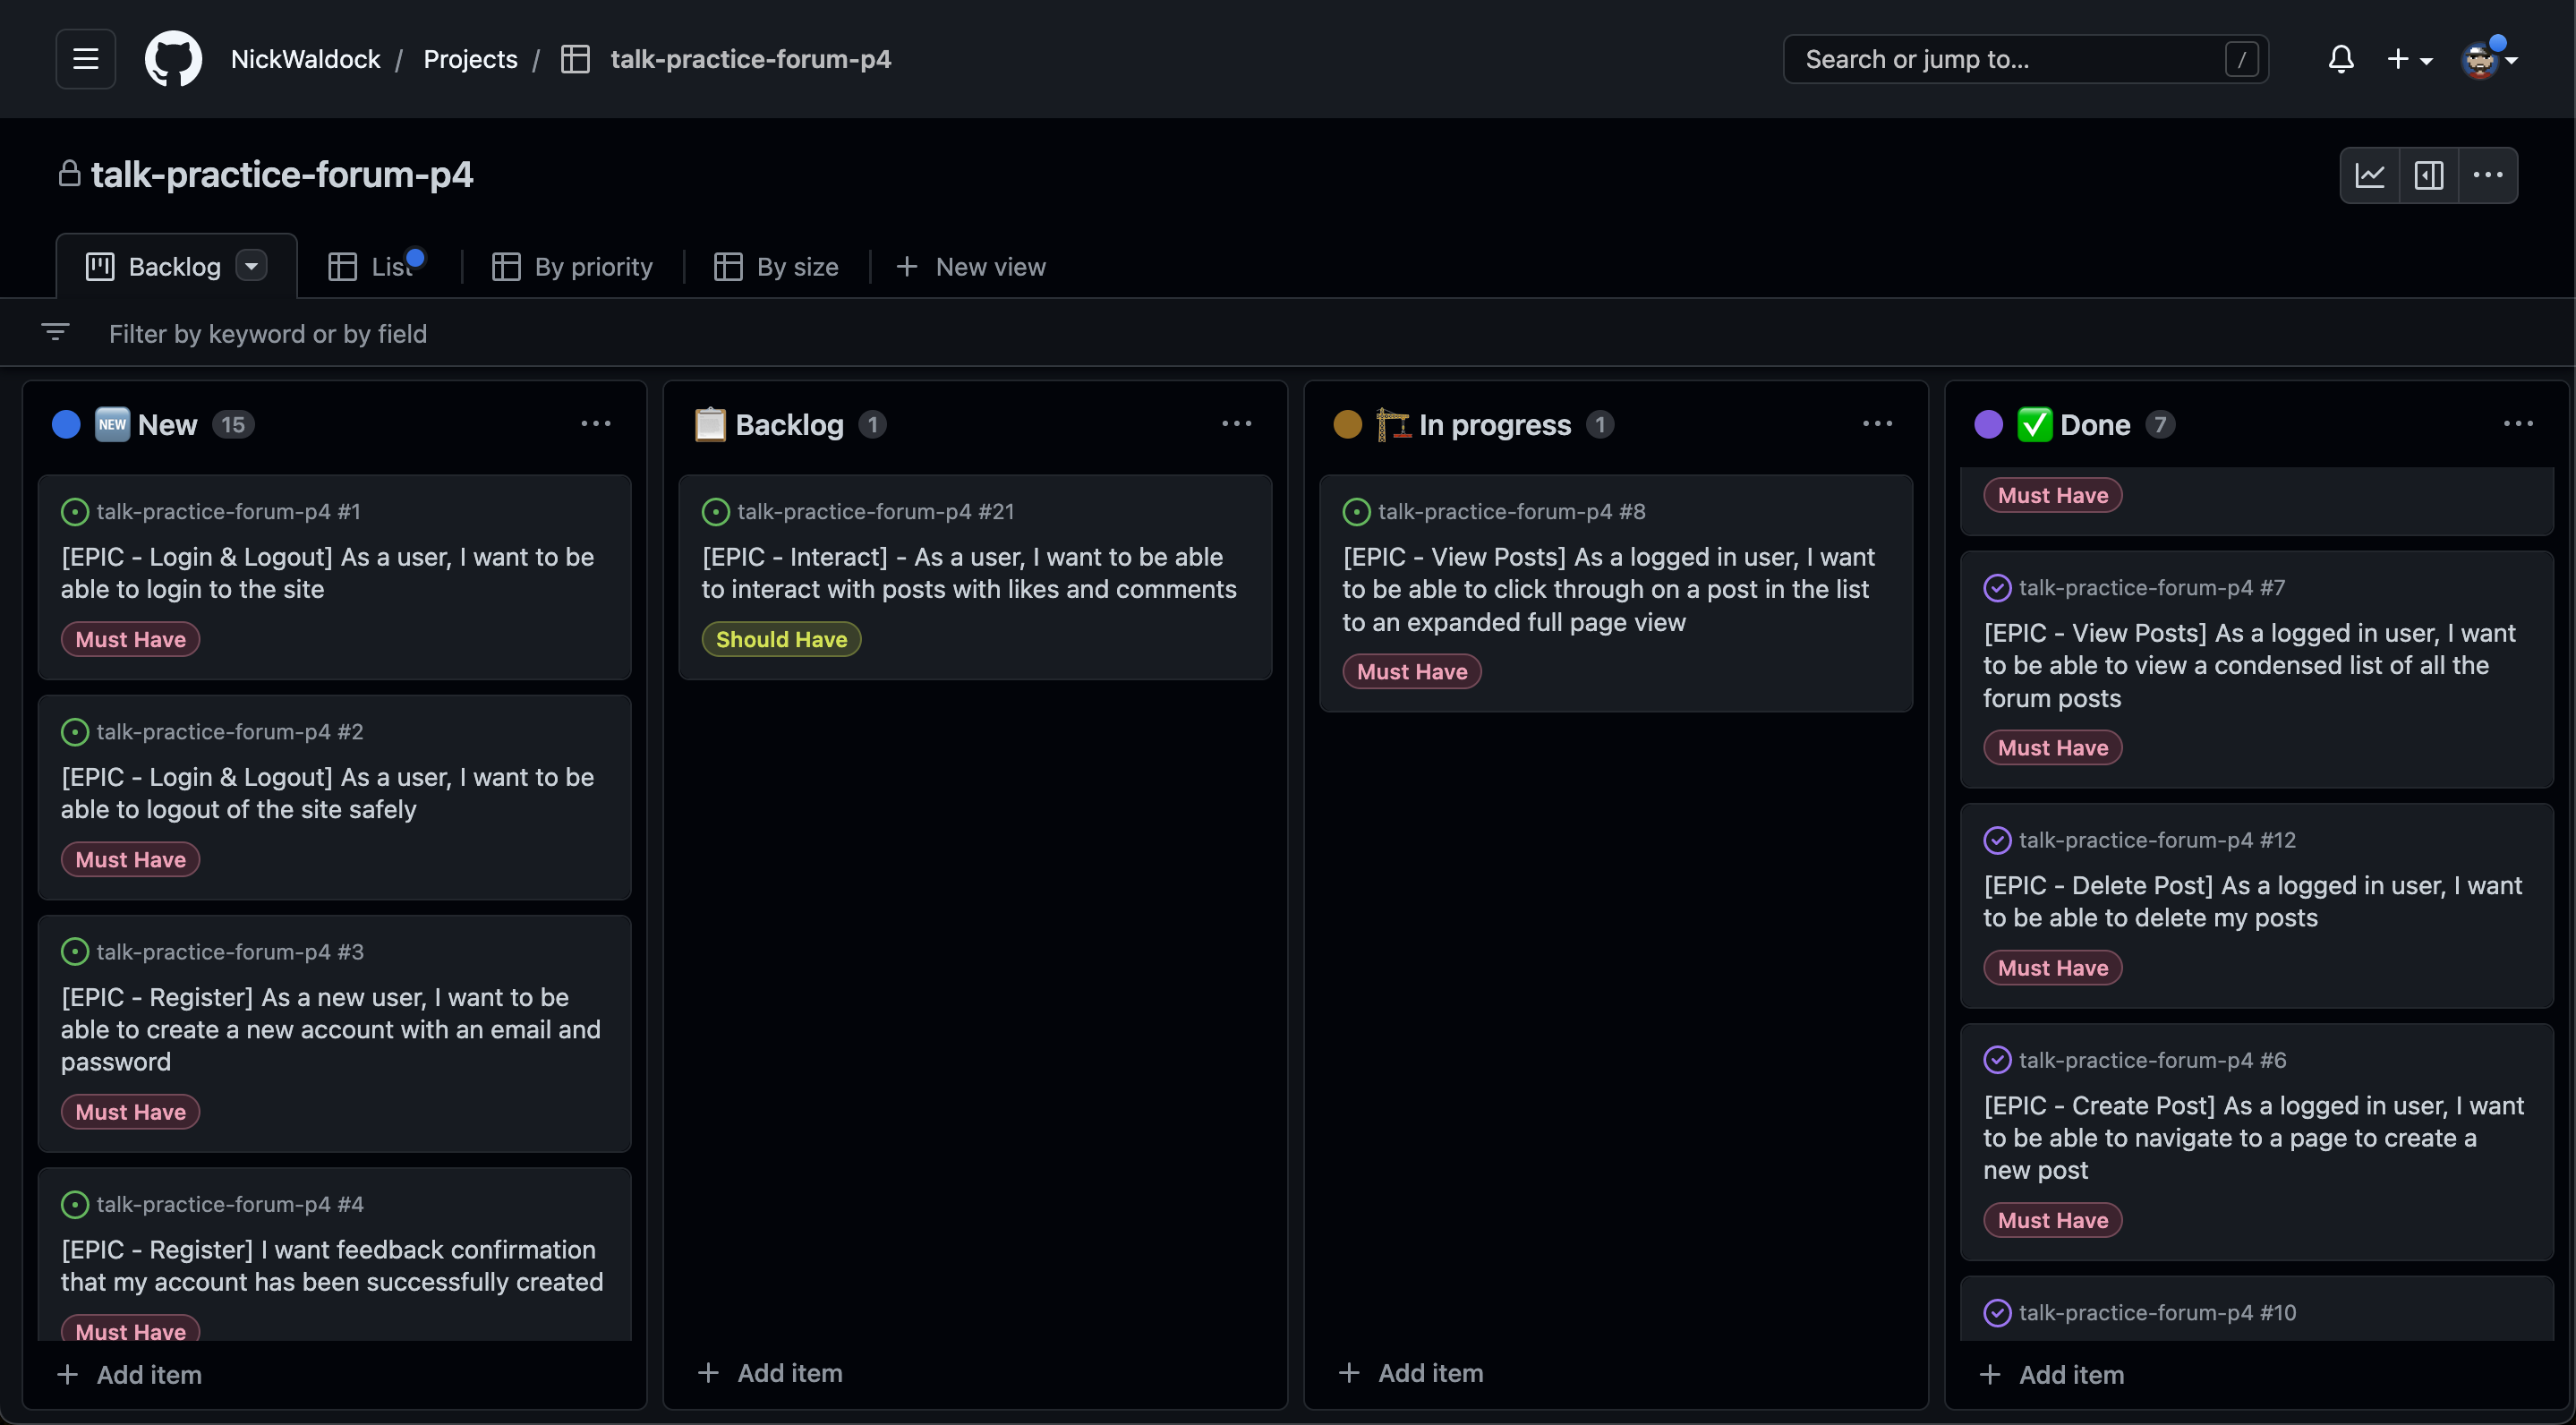 NickWaldock / Projects / talk-practice-forum-p4
Search or jump to... /
talk-practice-forum-p4
Backlog
List
By priority
By size
+ New view
Filter by keyword or by field
NEW New 15
talk-practice-forum-p4 #1
[EPIC - Login & Logout] As a user, I want to be
able to login to the site
Must Have
talk-practice-forum-p4 #2
[EPIC - Login & Logout] As a user, I want to be
able to logout of the site safely
Must Have
talk-practice-forum-p4 #3
[EPIC - Register] As a new user, I want to be
able to create a new account with an email and
password
Must Have
talk-practice-forum-p4 #4
[EPIC - Register] I want feedback confirmation
that my account has been successfully created
Must Have
+ Add item
Backlog 1
talk-practice-forum-p4 #21
[EPIC - Interact] - As a user, I want to be able
to interact with posts with likes and comments
Should Have
+ Add item
In progress 1
talk-practice-forum-p4 #8
[EPIC - View Posts] As a logged in user, I want
to be able to click through on a post in the list
to an expanded full page view
Must Have
+ Add item
Done 7
Must Have
talk-practice-forum-p4 #7
[EPIC - View Posts] As a logged in user, I want
to be able to view a condensed list of all the
forum posts
Must Have
talk-practice-forum-p4 #12
[EPIC - Delete Post] As a logged in user, I want
to be able to delete my posts
Must Have
talk-practice-forum-p4 #6
[EPIC - Create Post] As a logged in user, I want
to be able to navigate to a page to create a
new post
Must Have
talk-practice-forum-p4 #10
+ Add item